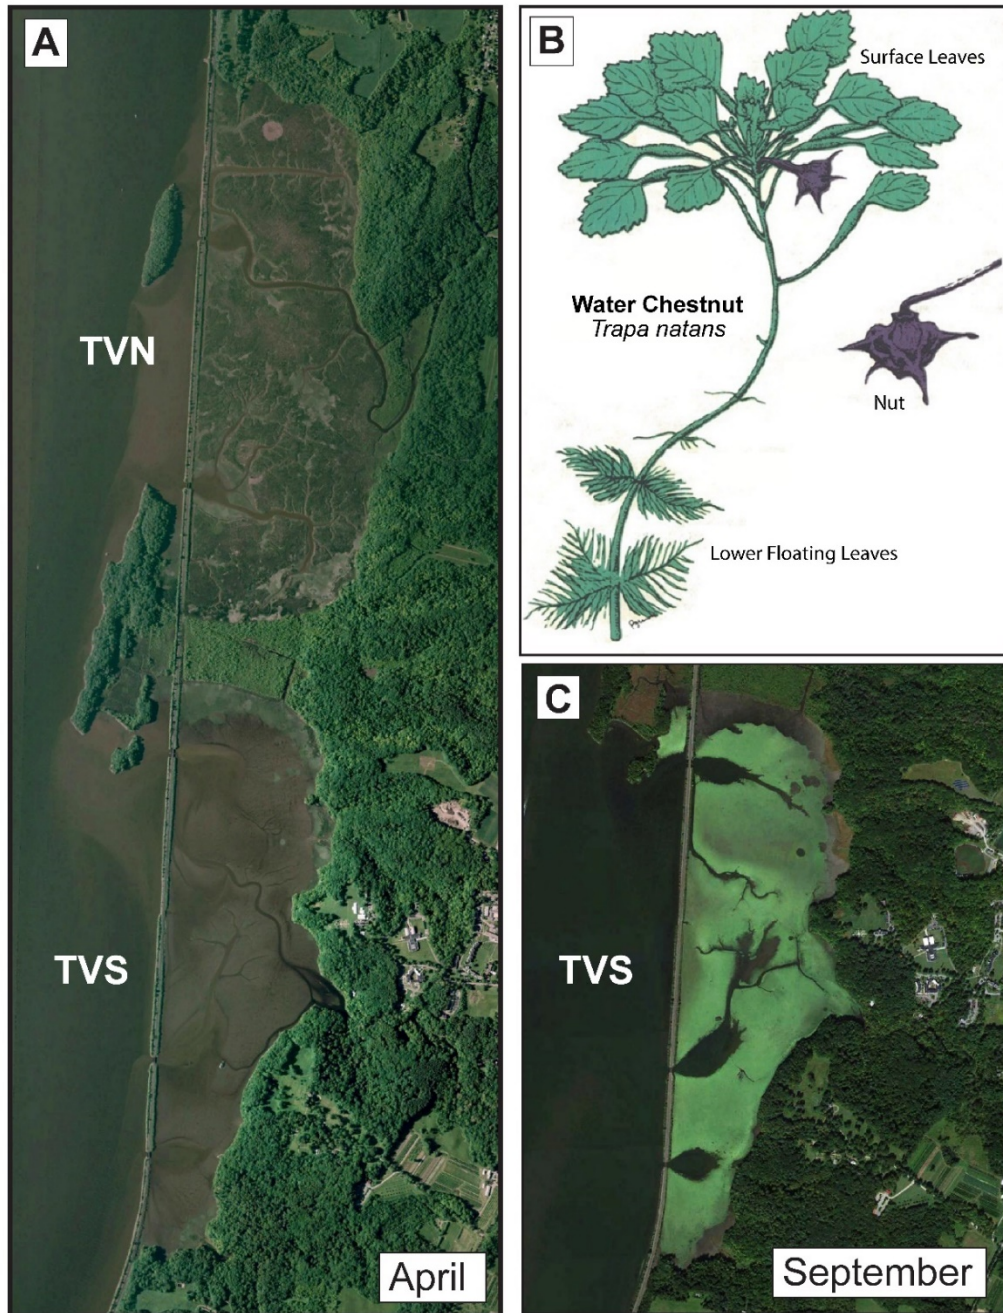 A
TVN
TVS
April
B
Surface Leaves
Water Chestnut
Trapa natans
Nut
Lower Floating Leaves
C
TVS
September